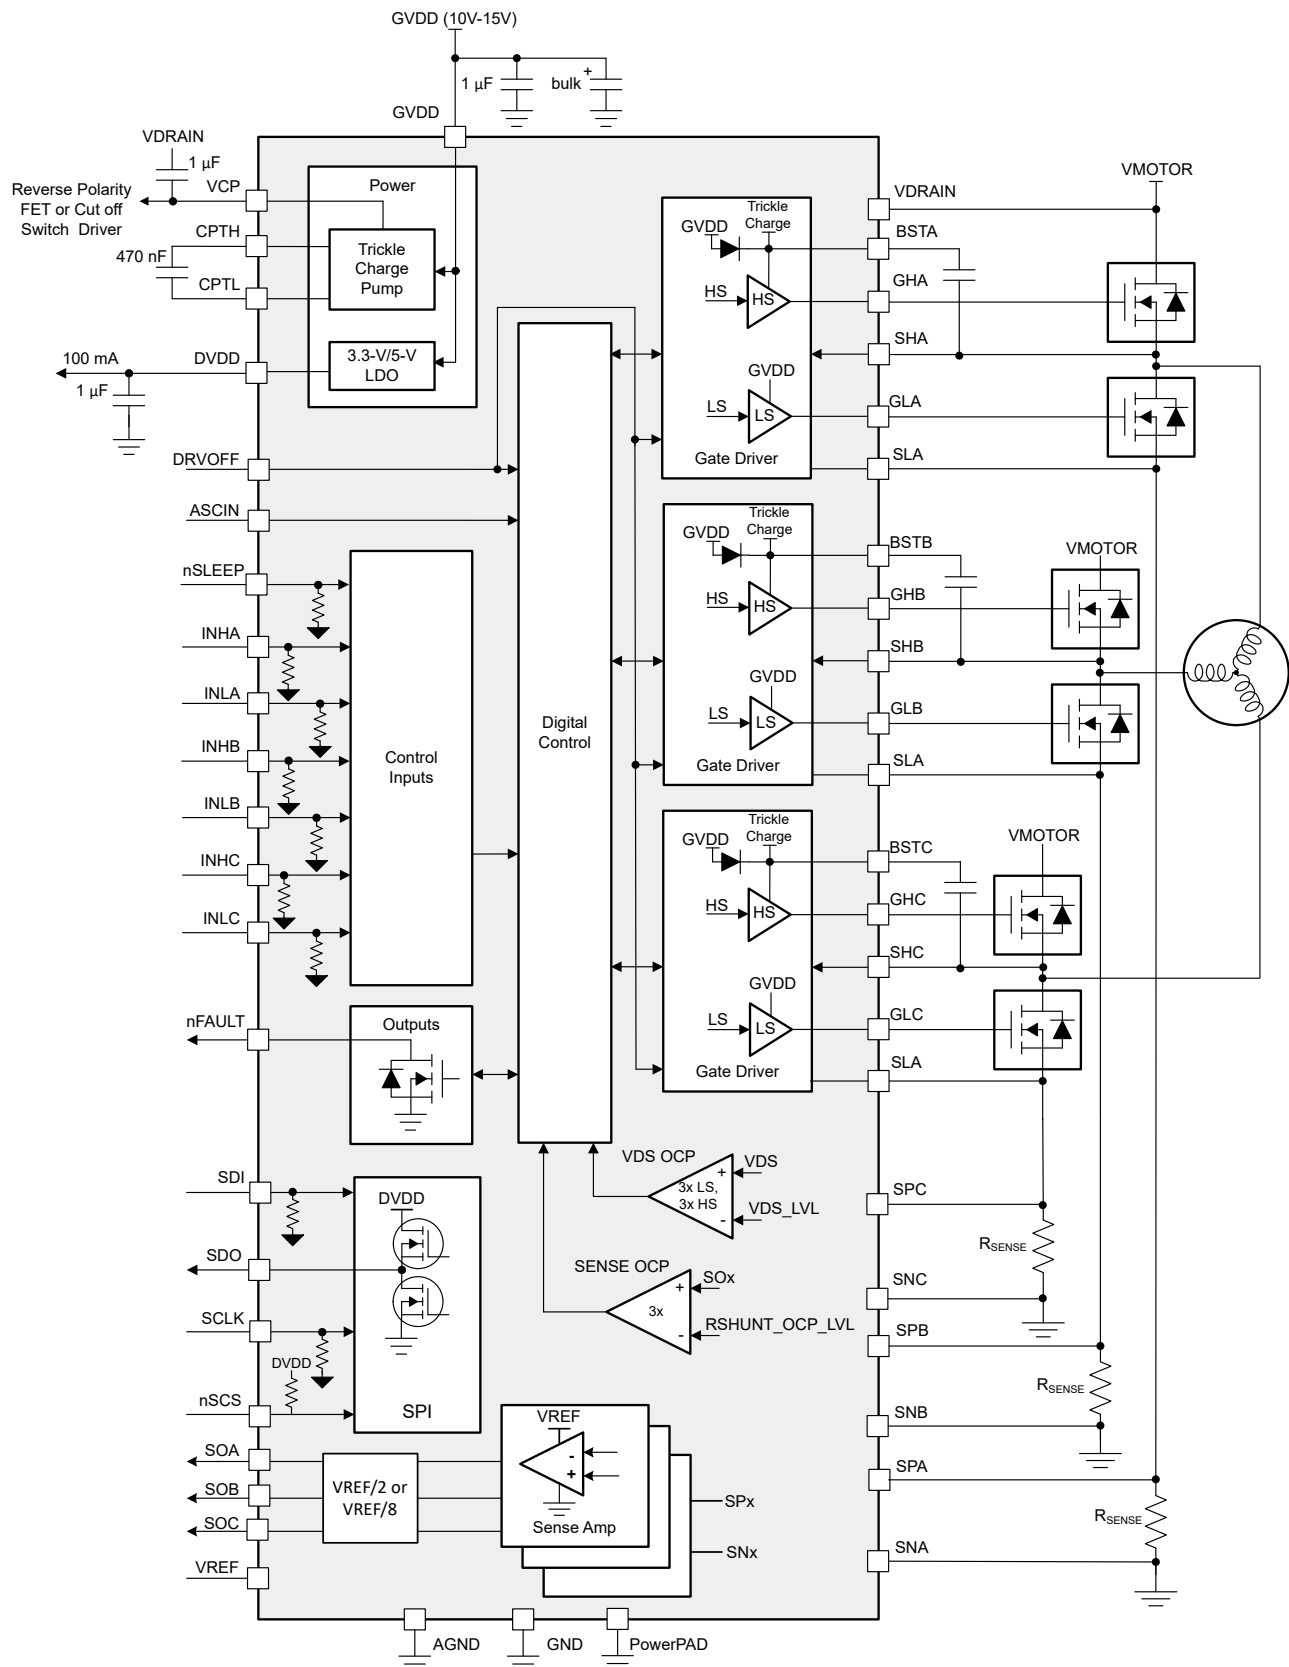 GVDD (10V-15V)
1 µF
bulk
+
GVDD
VDRAIN
1 µF
VCP
Reverse Polarity
FET or Cut off
Switch Driver
CPTH
470 nF
CPTL
100 mA
DVDD
1 µF
Power
Trickle
Charge
Pump
3.3-V/5-V
LDO
DRVOFF
ASCIN
nSLEEP
INHA
INLA
INHB
INLB
INHC
INLC
Control
Inputs
Digital
Control
nFAULT
Outputs
SDI
SDO
SCLK
DVDD
nSCS
DVDD
SPI
SOA
SOB
SOC
VREF
VREF/2 or
VREF/8
VREF
-
+
Sense Amp
SPx
SNx
VDS OCP
3x LS,
3x HS
+
-
VDS
VDS_LVL
SENSE OCP
3x
+
-
SOx
RSHUNT_OCP_LVL
Trickle
Charge
GVDD
HS
HS
GVDD
LS
LS
Gate Driver
Trickle
Charge
GVDD
HS
HS
GVDD
LS
LS
Gate Driver
Trickle
Charge
GVDD
HS
HS
GVDD
LS
LS
Gate Driver
VDRAIN
BSTA
GHA
SHA
GLA
SLA
BSTB
GHB
SHB
GLB
SLA
BSTC
GHC
SHC
GLC
SLA
SPC
SNC
SPB
SNB
SPA
SNA
VMOTOR
VMOTOR
VMOTOR
RSENSE
RSENSE
RSENSE
AGND
GND
PowerPAD